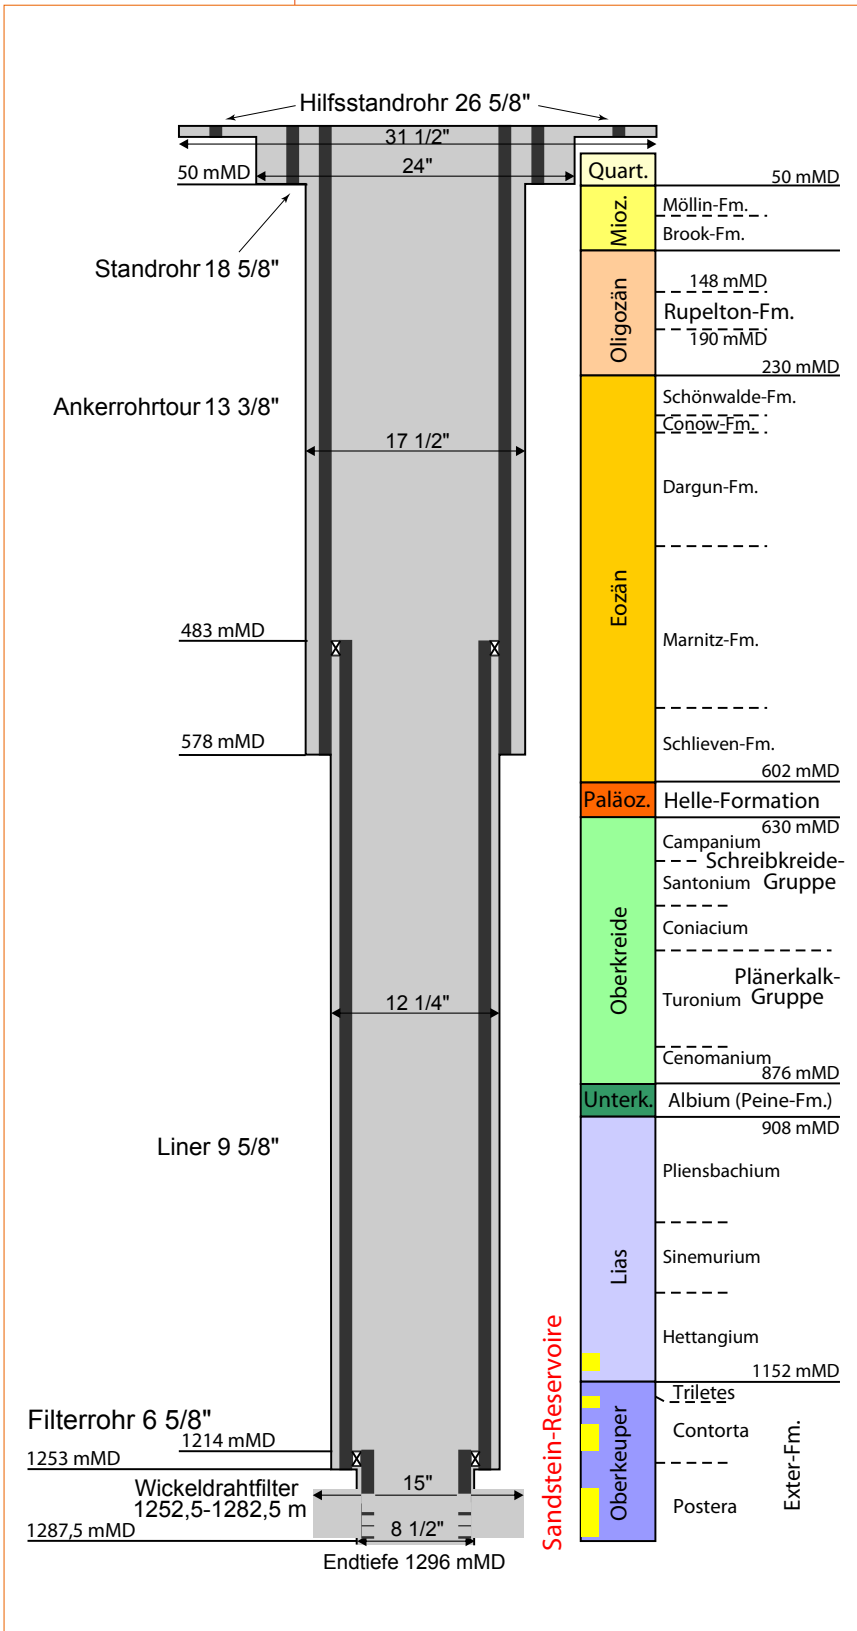 Hilfsstandrohr 26 5/8"
31 1/2"
50 mMD
24"
Standrohr 18 5/8"
Ankerrohrtour 13 3/8"
17 1/2"
483 mMD
578 mMD
12 1/4"
Liner 9 5/8"
Filterrohr 6 5/8"
1214 mMD
1253 mMD
Wickeldrahtfilter
1252,5-1282,5 m
15"
1287,5 mMD
8 1/2"
Endtiefe 1296 mMD
Sandstein-Reservoire
Quart.
50 mMD
Mioz.
Möllin-Fm.
Brook-Fm.
Oligozän
148 mMD
Rupelton-Fm.
190 mMD
230 mMD
Eozän
Schönwalde-Fm.
Conow-Fm.
Dargun-Fm.
Marnitz-Fm.
Schlieven-Fm.
602 mMD
Paläoz.
Helle-Formation
630 mMD
Oberkreide
Campanium
Schreibkreide-
Santonium Gruppe
Coniacium
Plänerkalk-
Turonium Gruppe
Cenomanium
876 mMD
Unterk.
Albium (Peine-Fm.)
908 mMD
Lias
Pliensbachium
Sinemurium
Hettangium
1152 mMD
Oberkeuper
Triletes
Contorta
Postera
Exter-Fm.